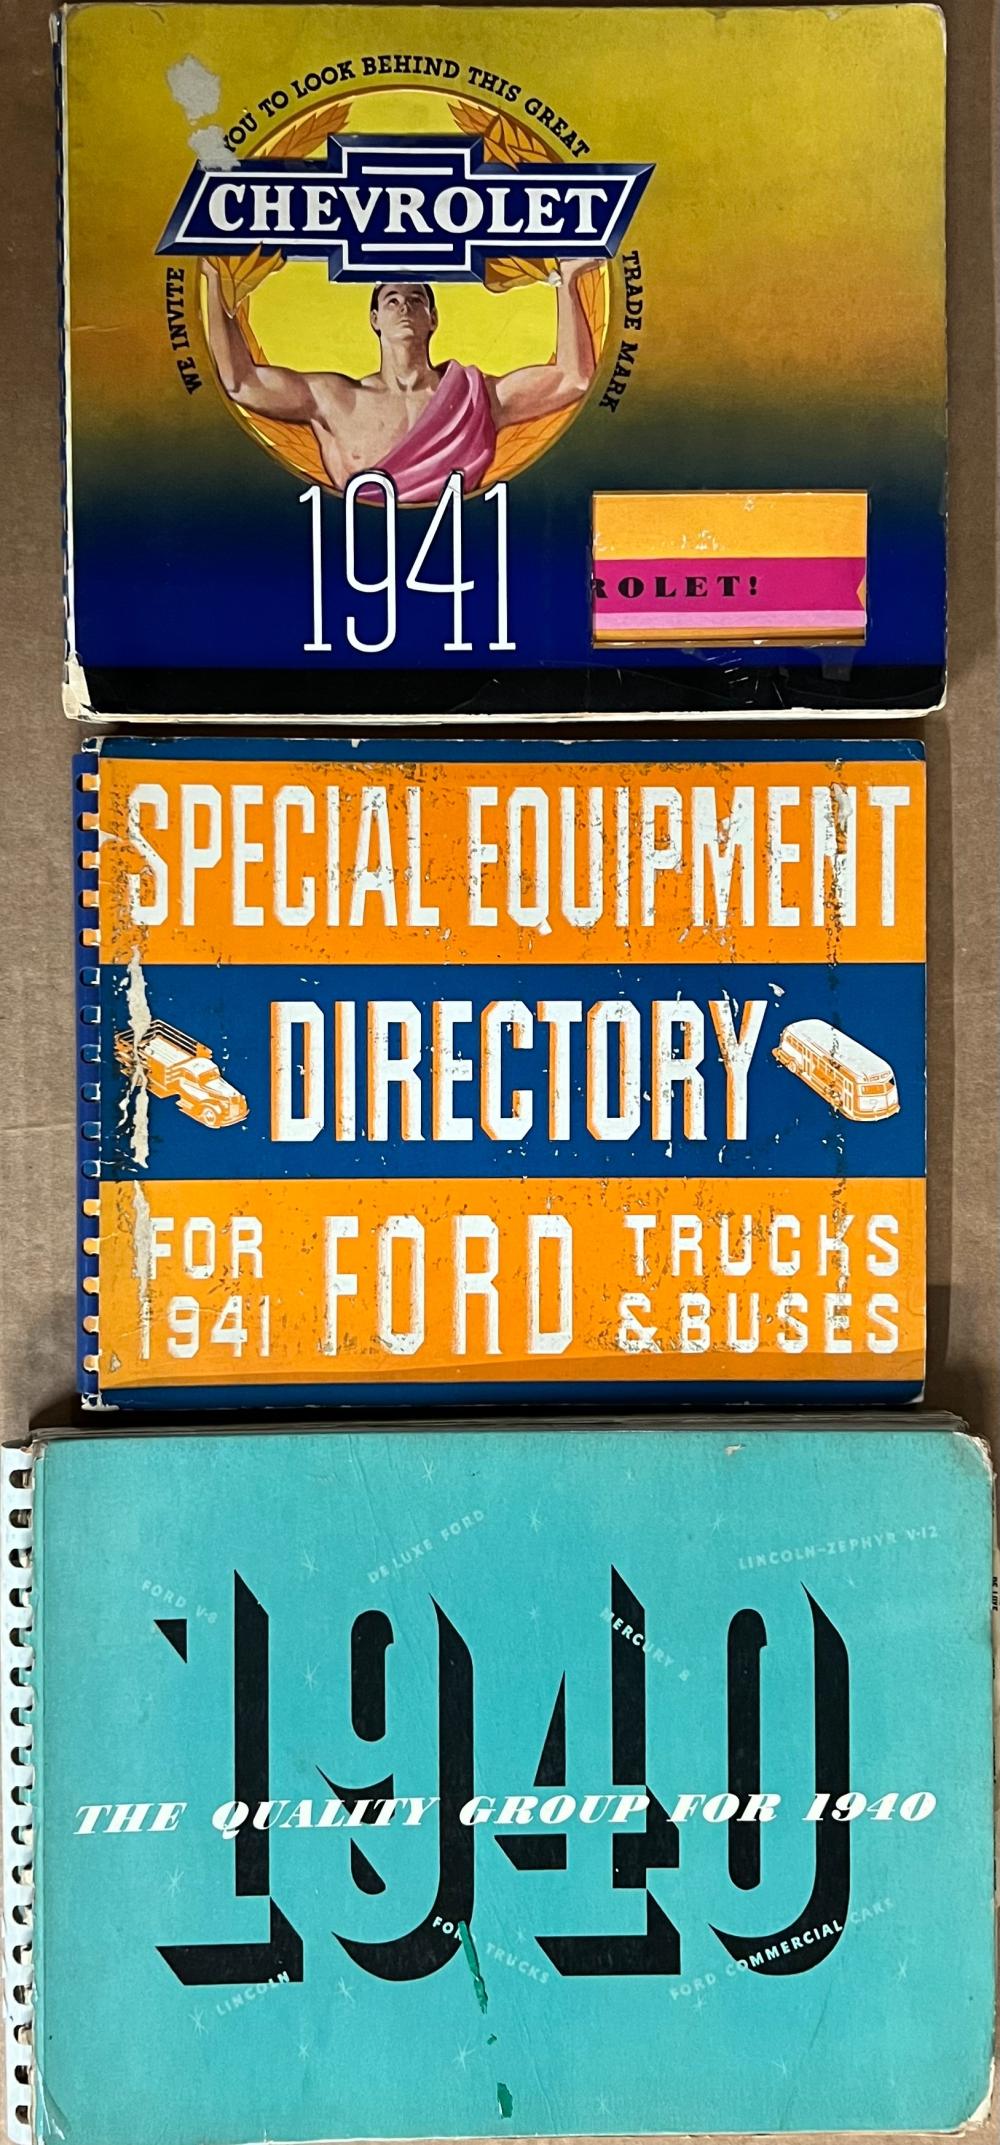 WE INVITE YOU TO LOOK BEHIND THIS GREAT TRADE MARK
CHEVROLET
1941
ROLET!
SPECIAL EQUIPMENT
DIRECTORY
FOR 1941
FORD
TRUCKS
& BUSES
FORD V-8
DE LUXE FORD
LINCOLN-ZEPHYR V-12
MERCURY 8
1940
THE QUALITY GROUP FOR 1940
LINCOLN
FORD TRUCKS
FORD COMMERCIAL CARS